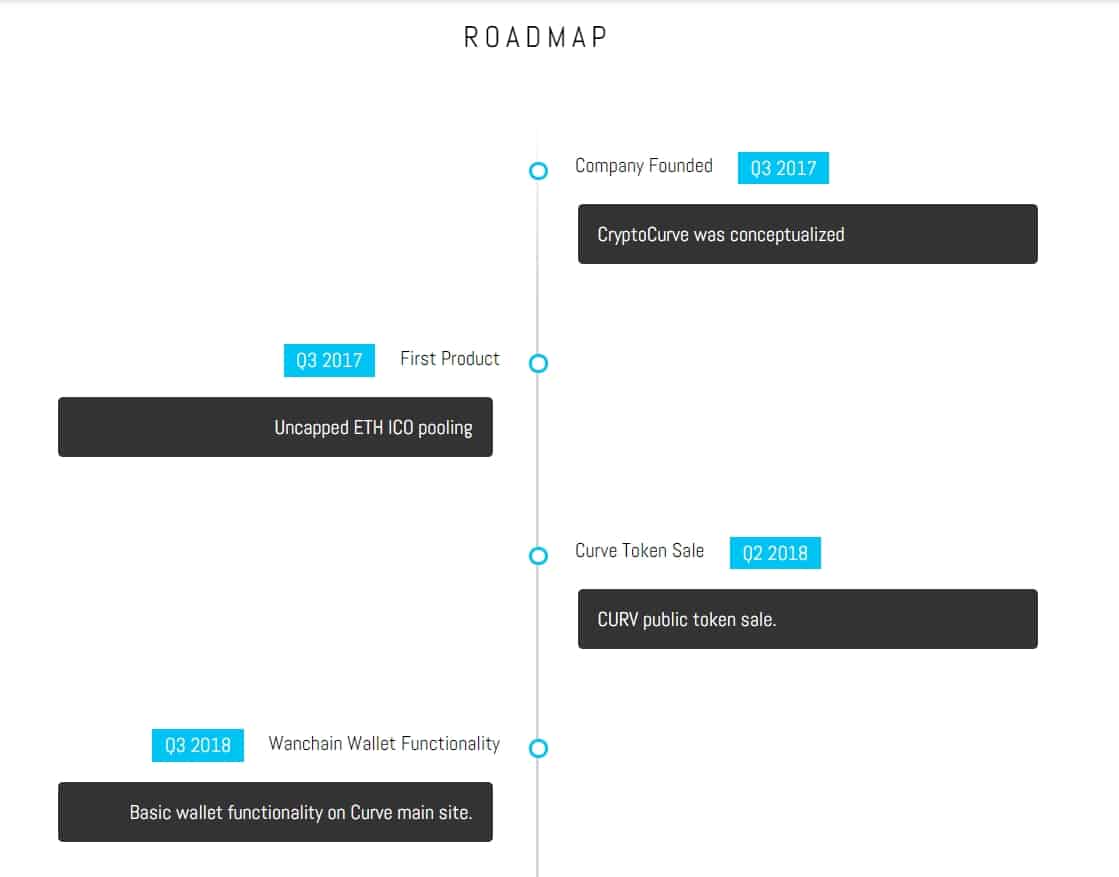 ROADMAP
Company Founded Q3 2017
CryptoCurve was conceptualized
Q3 2017 First Product
Uncapped ETH ICO pooling
Curve Token Sale Q2 2018
CURV public token sale.
Q3 2018 Wanchain Wallet Functionality
Basic wallet functionality on Curve main site.